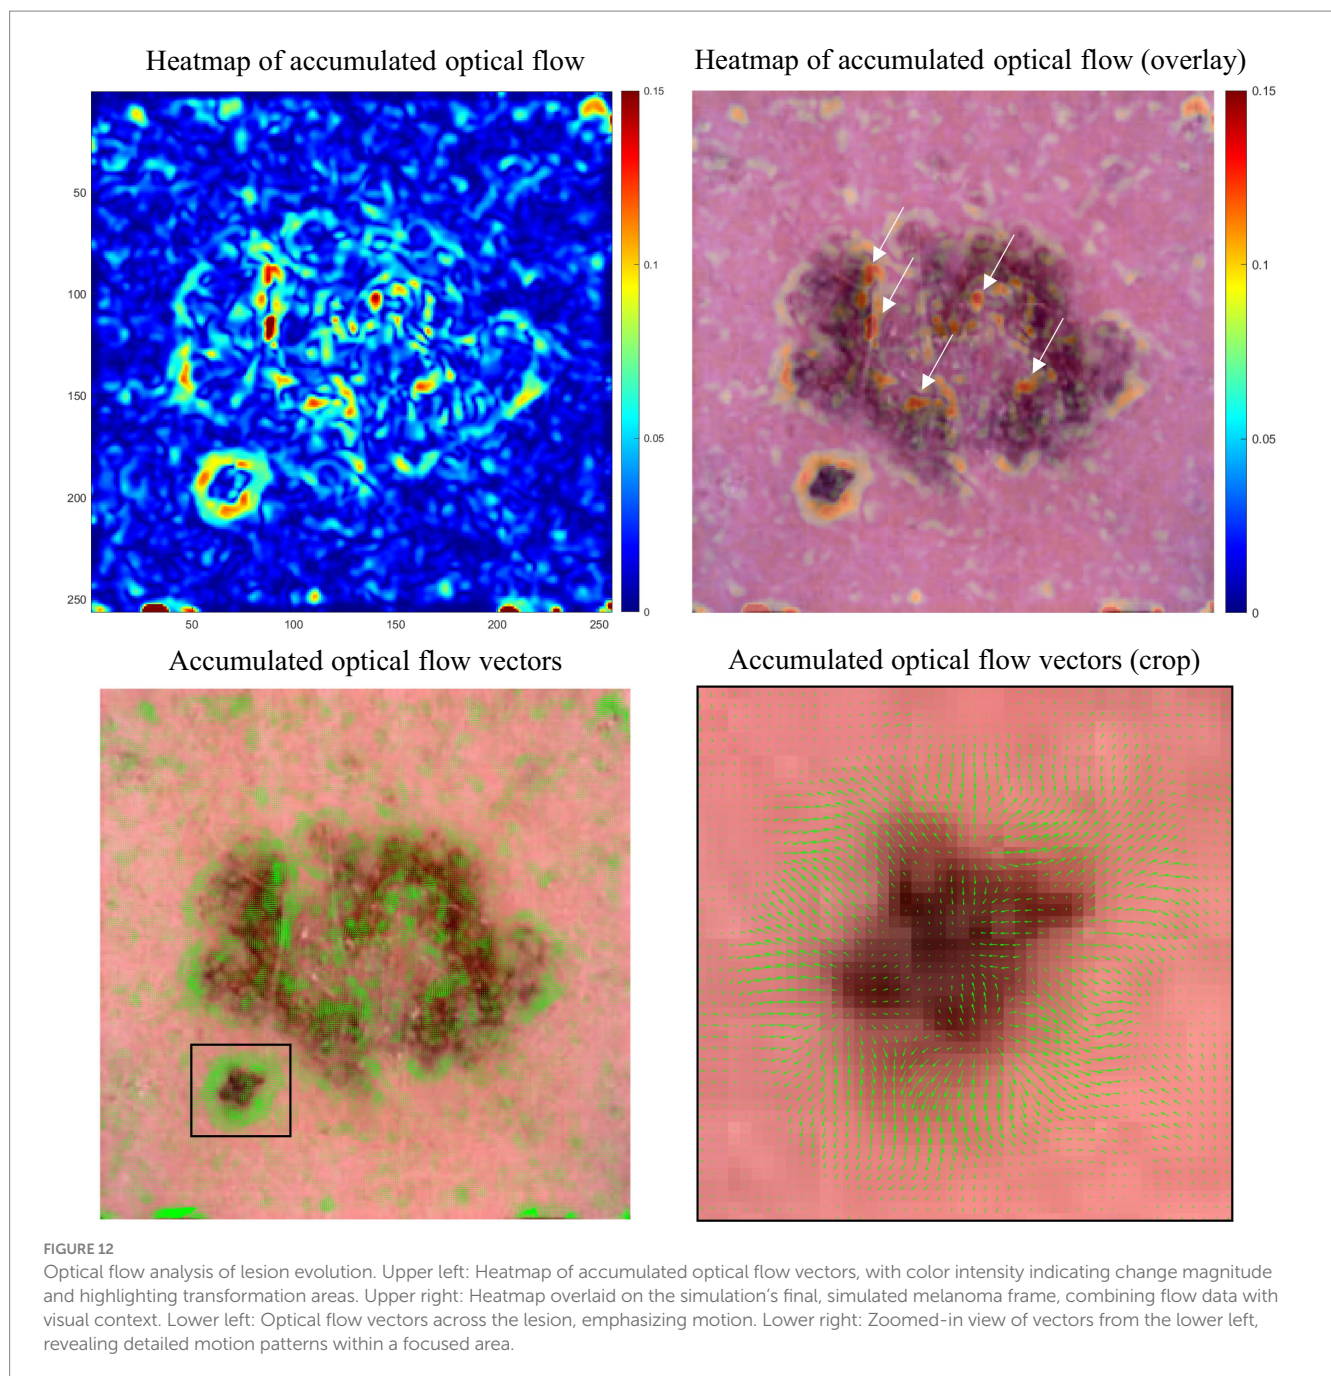 Heatmap of accumulated optical flow
Heatmap of accumulated optical flow (overlay)
50
100
150
200
250
50
100
150
200
250
0.15
0.1
0.05
0
0.15
0.1
0.05
0
Accumulated optical flow vectors
Accumulated optical flow vectors (crop)
FIGURE 12
Optical flow analysis of lesion evolution. Upper left: Heatmap of accumulated optical flow vectors, with color intensity indicating change magnitude
and highlighting transformation areas. Upper right: Heatmap overlaid on the simulation’s final, simulated melanoma frame, combining flow data with
visual context. Lower left: Optical flow vectors across the lesion, emphasizing motion. Lower right: Zoomed-in view of vectors from the lower left,
revealing detailed motion patterns within a focused area.